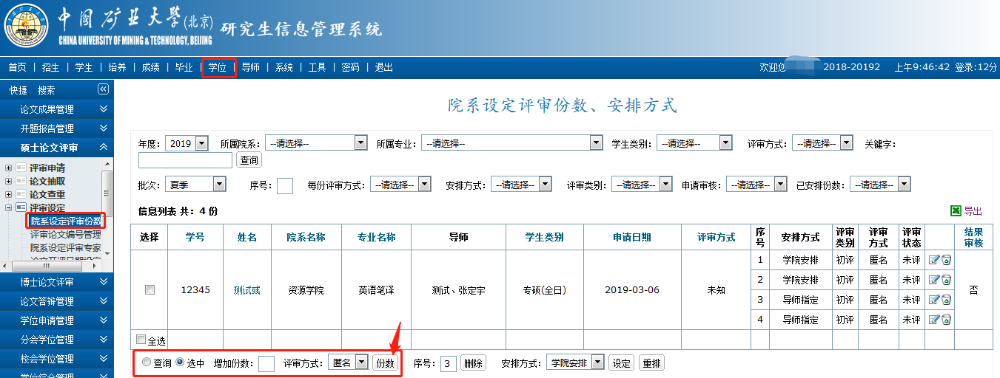 中国矿业大学(北京)
CHINA UNIVERSITY OF MINING & TECHNOLOGY, BEIJING
研究生信息管理系统
首页 | 招生 | 学生 | 培养 | 成绩 | 毕业 | 学位 | 导师 | 系统 | 工具 | 密码 | 退出
欢迎您 2018-20192 上午9:46:42 登录:12分
快捷 搜索
论文成果管理
开题报告管理
硕士论文评审
评审申请
论文抽取
论文查重
评审设定
院系设定评审份数
评审论文编号管理
院系设定评审专家
论文开评日期设定
博士论文评审
论文答辩管理
学位申请管理
分会学位管理
校会学位管理
学位综合管理
院系设定评审份数、安排方式
年度: 2019 所属院系: --请选择-- 所属专业: --请选择-- 学生类别: --请选择-- 评审方式: --请选择-- 关键字:
查询
批次: 夏季 序号: 每份评审方式: --请选择-- 安排方式: --请选择-- 评审类别: --请选择-- 申请审核: --请选择-- 已安排份数: --请选择--
信息列表 共: 4 份
导出
选择 学号 姓名 院系名称 专业名称 导师 学生类别 申请日期 评审方式 序号 安排方式 评审类别 评审方式 评审状态 结果审核
12345 测试或 资源学院 英语笔译 测试、张定宇 专硕(全日) 2019-03-06 未知
1 学院安排 初评 匿名 未评
2 学院安排 初评 匿名 未评
3 导师指定 初评 匿名 未评
4 导师指定 初评 匿名 未评
否
全选
查询 选中 增加份数: 评审方式: 匿名 份数 序号: 3 删除 安排方式: 学院安排 设定 重排